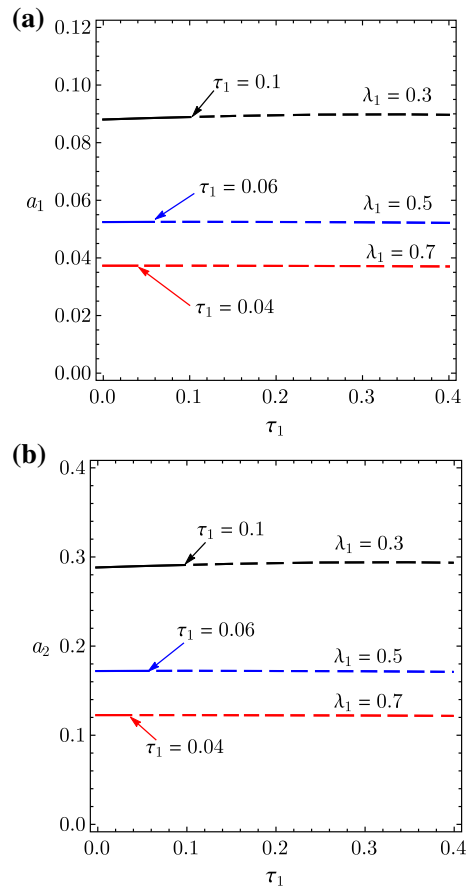 (a)
0.12
0.10
0.08
0.06
0.04
0.02
0.00
a₁
τ₁ = 0.1
λ₁ = 0.3
τ₁ = 0.06
λ₁ = 0.5
λ₁ = 0.7
τ₁ = 0.04
0.0 0.1 0.2 0.3 0.4
τ₁
(b)
0.4
0.3
0.2
0.1
0.0
a₂
τ₁ = 0.1
λ₁ = 0.3
τ₁ = 0.06
λ₁ = 0.5
λ₁ = 0.7
τ₁ = 0.04
0.0 0.1 0.2 0.3 0.4
τ₁